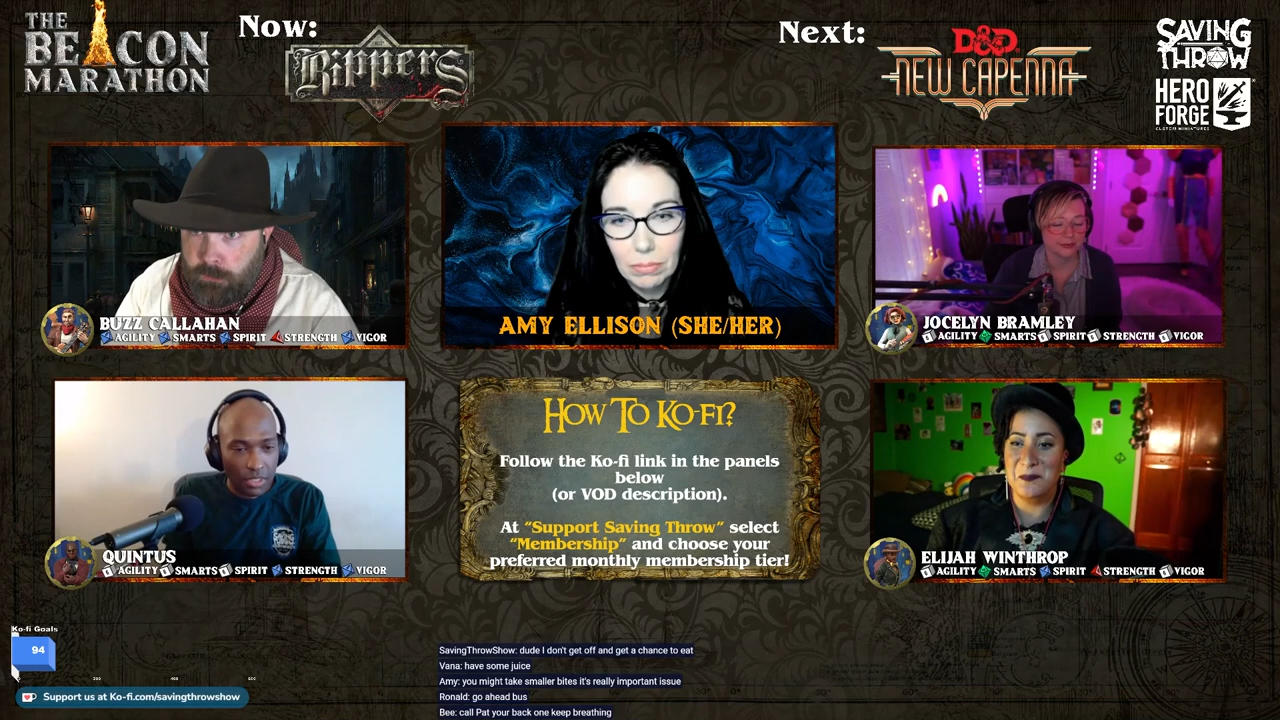 THE
BEACON
MARATHON
Now:
Rippers
Next:
D&D
NEW CAPENNA
SAVING
THROW
HERO
FORGE
CUSTOM MINIATURES
BUZZ CALLAHAN
AGILITY SMARTS SPIRIT STRENGTH VIGOR
AMY ELLISON (SHE/HER)
JOCELYN BRAMLEY
AGILITY SMARTS SPIRIT STRENGTH VIGOR
QUINTUS
AGILITY SMARTS SPIRIT STRENGTH VIGOR
HOW TO KO-FI?
Follow the Ko-fi link in the panels
below
(or VOD description).
At “Support Saving Throw” select
“Membership” and choose your
preferred monthly membership tier!
ELIJAH WINTHROP
AGILITY SMARTS SPIRIT STRENGTH VIGOR
Ko-fi Goals
94
Support us at Ko-fi.com/savingthrowshow
SavingThrowShow: dude I don't get off and get a chance to eat
Vana: have some juice
Amy: you might take smaller bites it's really important issue
Ronald: go ahead bus
Bee: call Pat your back one keep breathing